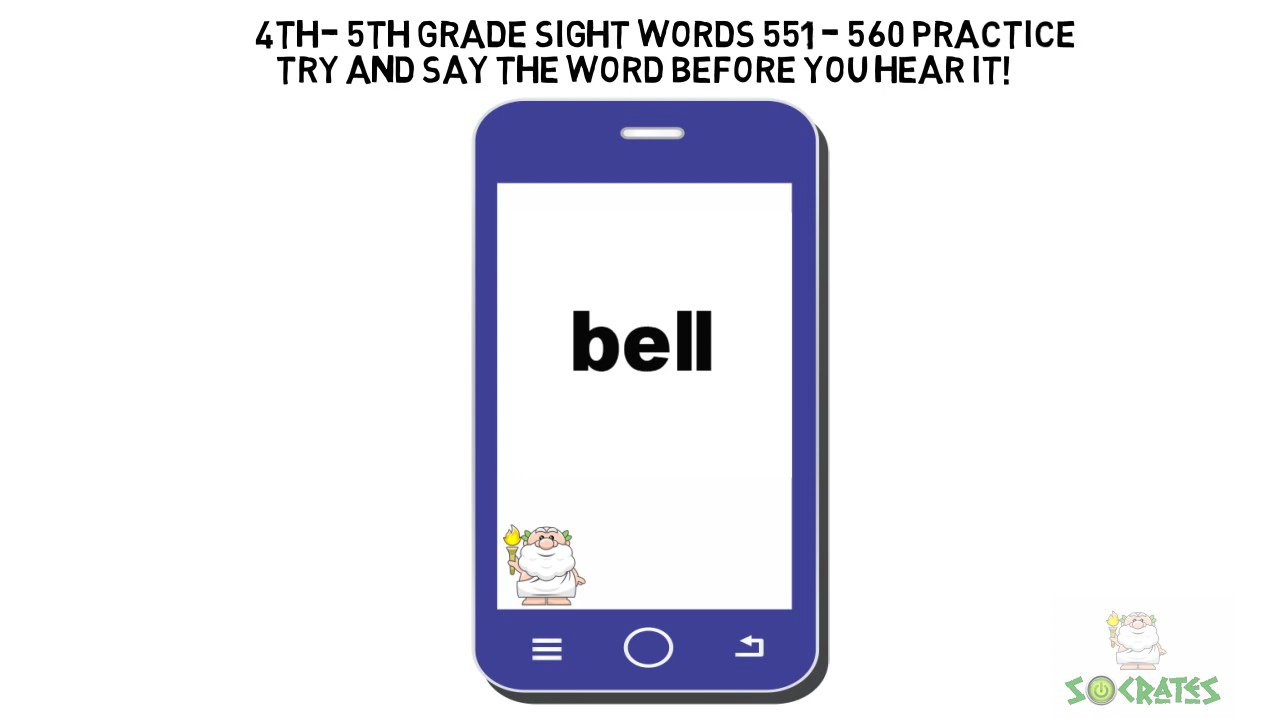 4TH- 5TH GRADE SIGHT WORDS 551 - 560 PRACTICE
TRY AND SAY THE WORD BEFORE YOU HEAR IT!
bell
SOCRATES